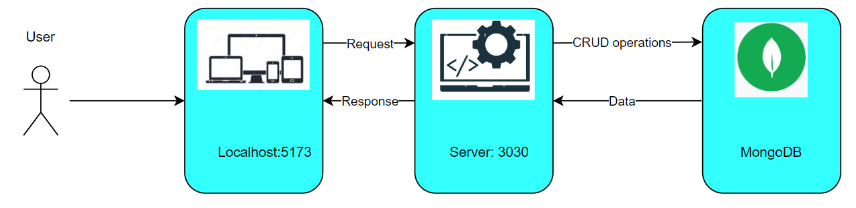 User
Request
CRUD operations
</>
Response
Data
Localhost:5173
Server: 3030
MongoDB